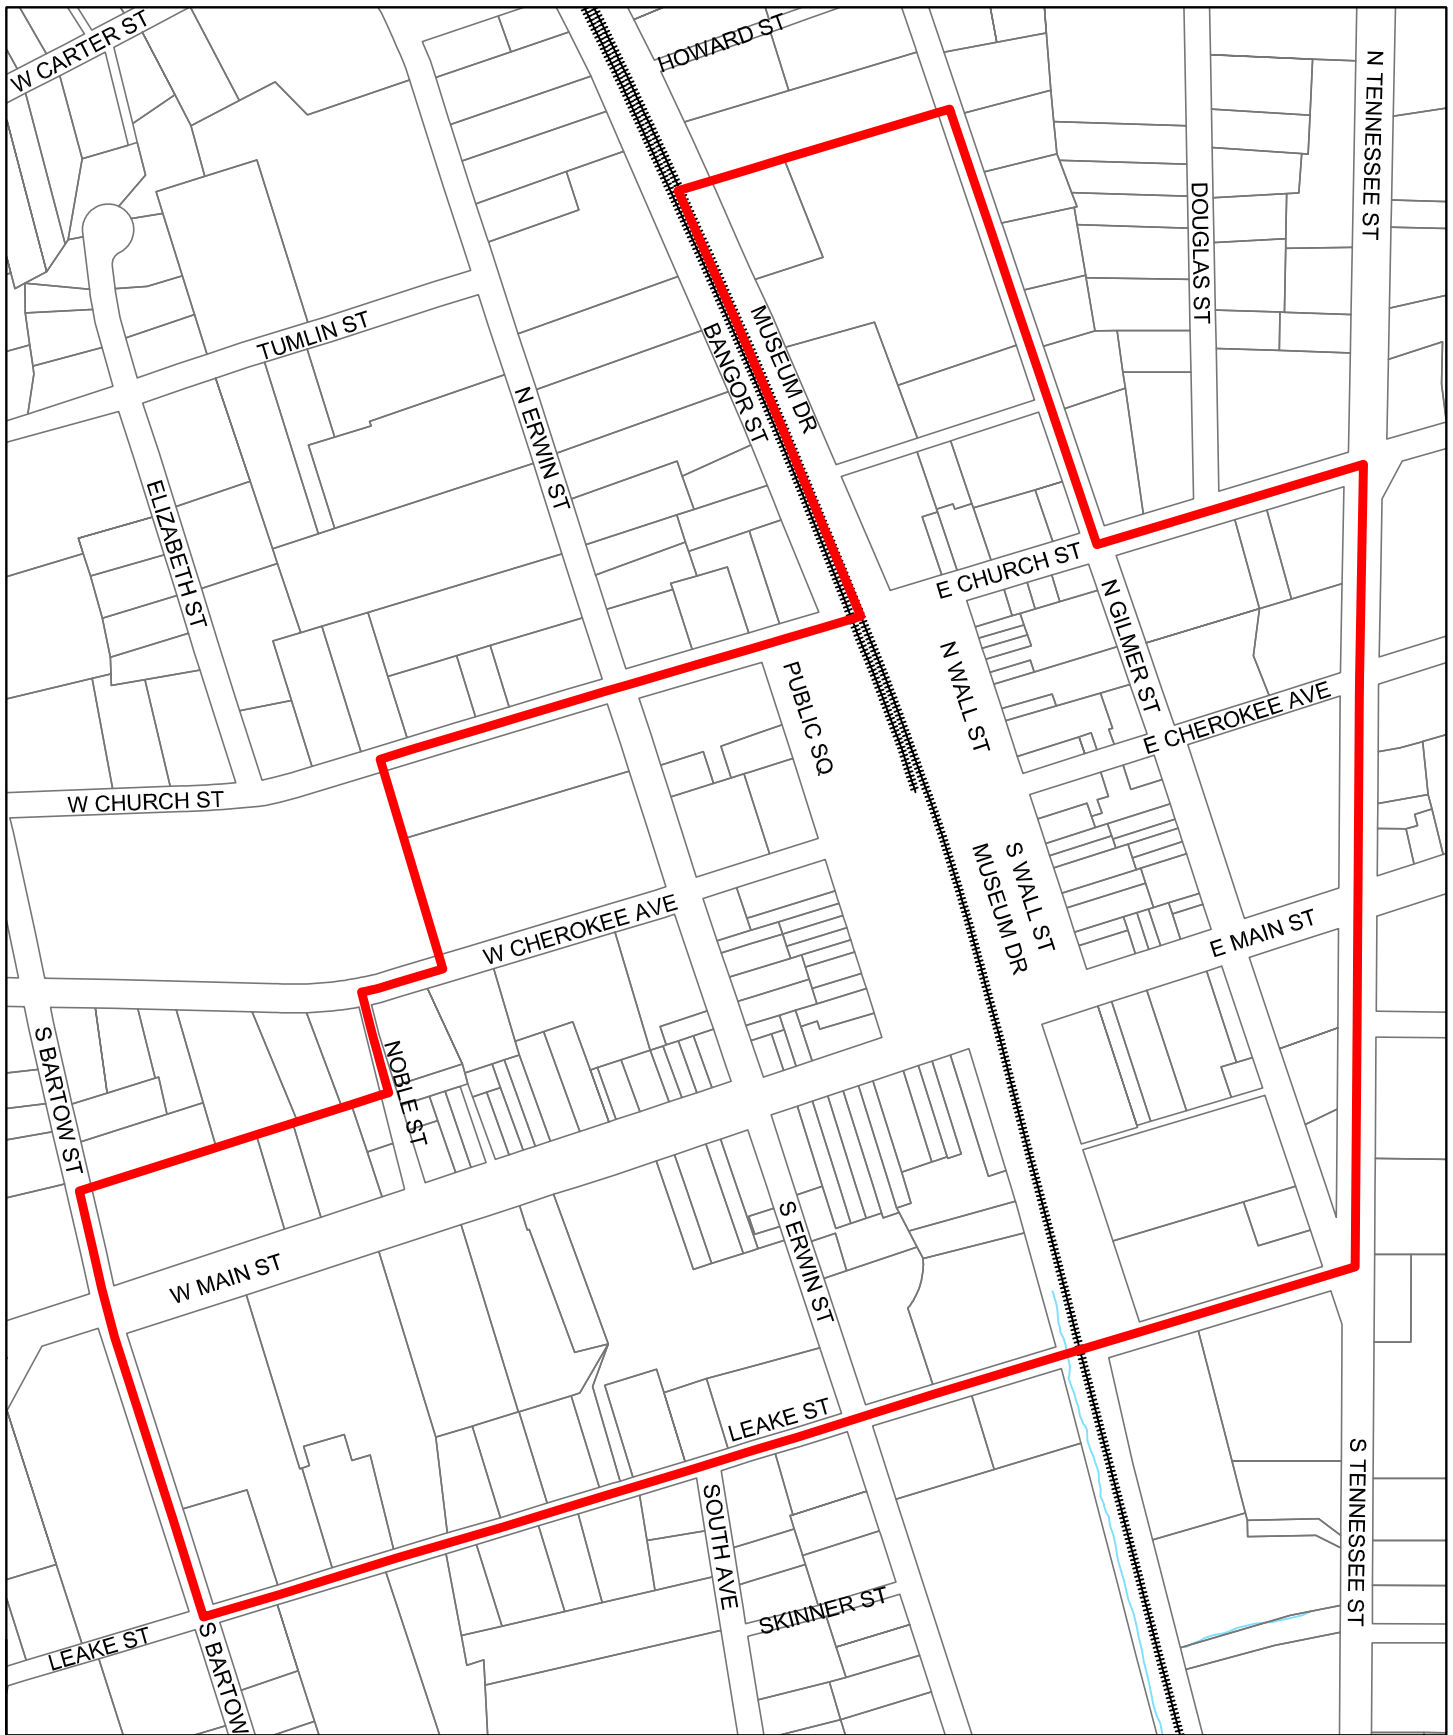 W CARTER ST
HOWARD ST
N TENNESSEE ST
DOUGLAS ST
TUMLIN ST
MUSEUM DR
BANGOR ST
N ERWIN ST
ELIZABETH ST
E CHURCH ST
N GILMER ST
N WALL ST
PUBLIC SQ
E CHEROKEE AVE
W CHURCH ST
S WALL ST
MUSEUM DR
W CHEROKEE AVE
E MAIN ST
S BARTOW ST
NOBLE ST
S ERWIN ST
W MAIN ST
LEAKE ST
S TENNESSEE ST
SOUTH AVE
SKINNER ST
LEAKE ST
S BARTOW